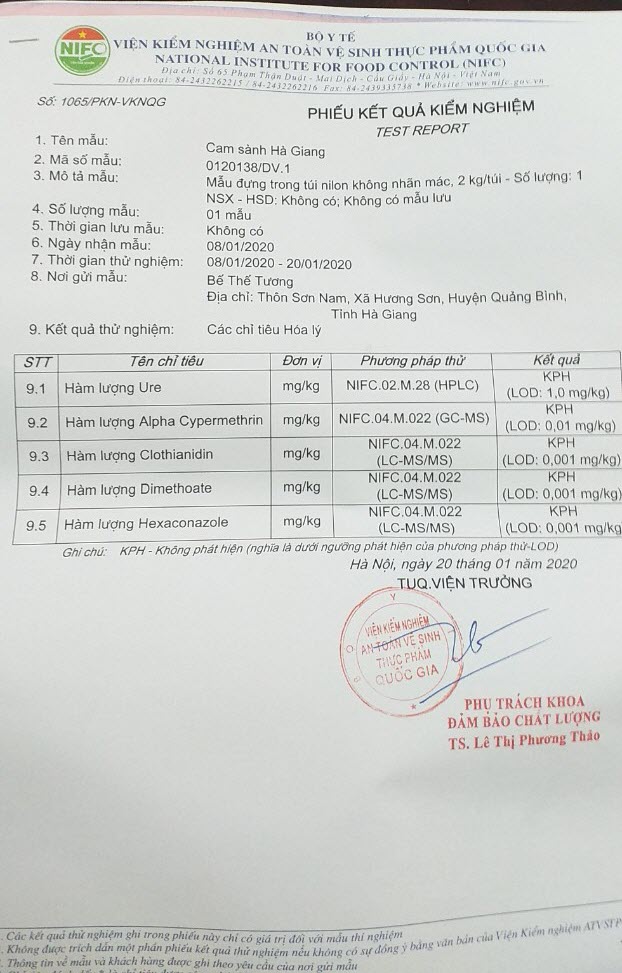 BỘ Y TẾ
NIFC
VIỆN KIỂM NGHIỆM AN TOÀN VỆ SINH THỰC PHẨM QUỐC GIA
NATIONAL INSTITUTE FOR FOOD CONTROL (NIFC)
Địa chỉ: Số 65 Phạm Thận Duật - Mai Dịch - Cầu Giấy - Hà Nội - Việt Nam
Điện thoại: 84-2432262215 / 84-2432262216 Fax: 84-2439335738 * Website: www.nifc.gov.vn
Số: 1065/PKN-VKNQG
PHIẾU KẾT QUẢ KIỂM NGHIỆM
TEST REPORT
1. Tên mẫu: Cam sành Hà Giang
2. Mã số mẫu: 0120138/DV.1
3. Mô tả mẫu: Mẫu đựng trong túi nilon không nhãn mác, 2 kg/túi - Số lượng: 1
NSX - HSD: Không có; Không có mẫu lưu
4. Số lượng mẫu: 01 mẫu
5. Thời gian lưu mẫu: Không có
6. Ngày nhận mẫu: 08/01/2020
7. Thời gian thử nghiệm: 08/01/2020 - 20/01/2020
8. Nơi gửi mẫu: Bế Thế Tương
Địa chỉ: Thôn Sơn Nam, Xã Hương Sơn, Huyện Quảng Bình,
Tỉnh Hà Giang
9. Kết quả thử nghiệm: Các chỉ tiêu Hóa lý
STT Tên chỉ tiêu Đơn vị Phương pháp thử Kết quả
9.1 Hàm lượng Ure mg/kg NIFC.02.M.28 (HPLC) KPH
(LOD: 1,0 mg/kg)
9.2 Hàm lượng Alpha Cypermethrin mg/kg NIFC.04.M.022 (GC-MS) KPH
(LOD: 0,01 mg/kg)
9.3 Hàm lượng Clothianidin mg/kg NIFC.04.M.022 KPH
(LC-MS/MS) (LOD: 0,001 mg/kg)
9.4 Hàm lượng Dimethoate mg/kg NIFC.04.M.022 KPH
(LC-MS/MS) (LOD: 0,001 mg/kg)
9.5 Hàm lượng Hexaconazole mg/kg NIFC.04.M.022 KPH
(LC-MS/MS) (LOD: 0,001 mg/kg
Ghi chú: KPH - Không phát hiện (nghĩa là dưới ngưỡng phát hiện của phương pháp thử-LOD)
Hà Nội, ngày 20 tháng 01 năm 2020
TUQ.VIỆN TRƯỞNG
VIỆN KIỂM NGHIỆM
AN TOÀN VỆ SINH
THỰC PHẨM
QUỐC GIA
PHỤ TRÁCH KHOA
ĐẢM BẢO CHẤT LƯỢNG
TS. Lê Thị Phương Thảo
. Các kết quả thử nghiệm ghi trong phiếu này chỉ có giá trị đối với mẫu thí nghiệm
. Không được trích dẫn một phần phiếu kết quả thử nghiệm nếu không có sự đồng ý bằng văn bản của Viện Kiểm nghiệm ATVSTP
. Thông tin về mẫu và khách hàng được ghi theo yêu cầu của nơi gửi mẫu